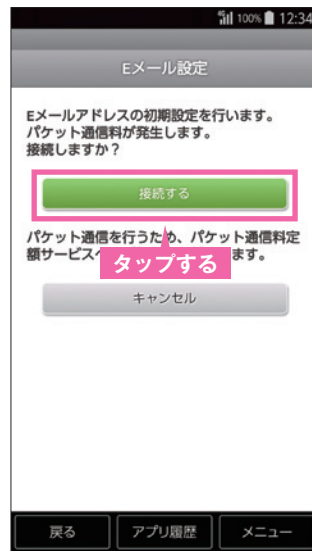 4G 100% 12:34
Eメール設定
Eメールアドレスの初期設定を行います。
パケット通信料が発生します。
接続しますか?
接続する
パケット通信を行うため、パケット通信料定
額サービスへ ます。
タップする
キャンセル
戻る アプリ履歴 メニュー